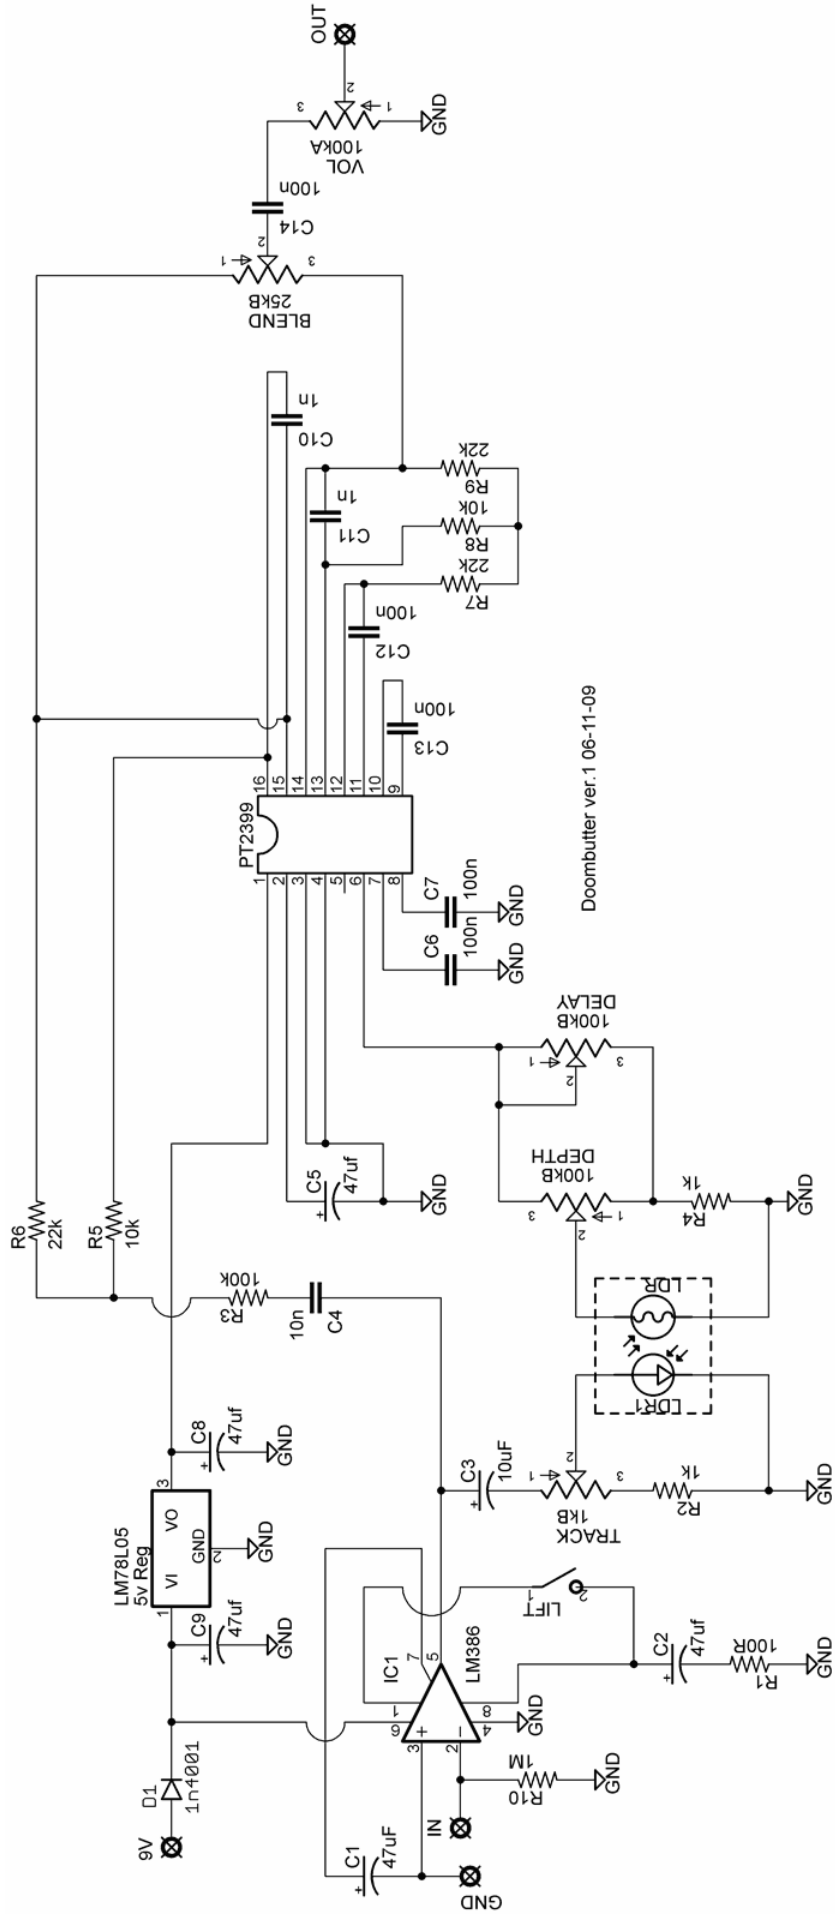 OUT
2
3
1
GND
100kA
VOL
100n
C14
2
1
3
25kB
BLEND
1n
C10
22k
R9
1n
C11
10k
R8
22k
R7
100n
C12
100n
C13
16
15
14
13
12
11
10
9
PT2399
1
2
3
4
5
6
7
8
Doombutter ver.1 06-11-09
C7
100n
GND
C6
100n
GND
DELAY
100kB
1
2
3
DEPTH
100kB
3
2
1
1k
R4
GND
C5
47uf
GND
R6
22k
R5
10k
100k
R3
10n
C4
LDR
LDR1
C8
47uf
GND
LM78L05
5v Reg
3
VO
GND
2
VI
1
GND
C9
47uf
GND
C3
10uF
1
2
3
1kB
TRACK
1k
R2
GND
1
2
LIFT
IC1
LM386
7
5
1
8
6
4
+
−
3
2
GND
C2
47uf
100R
R1
GND
D1
1n4001
9V
1M
R10
GND
IN
C1
47uF
GND